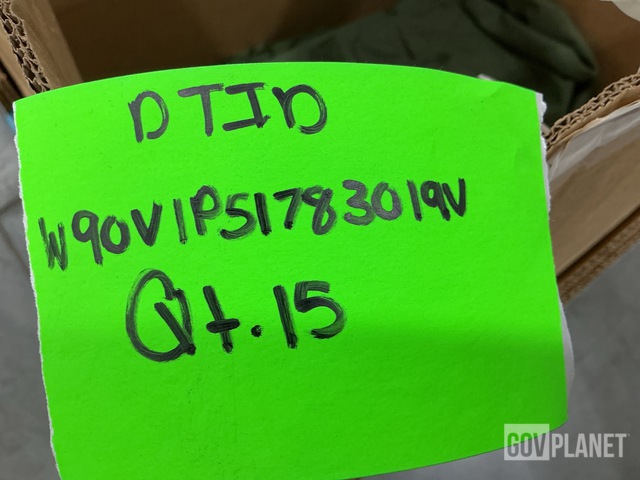 DTID
W90V1P51783019V
Qt. 15
GOVPLANET